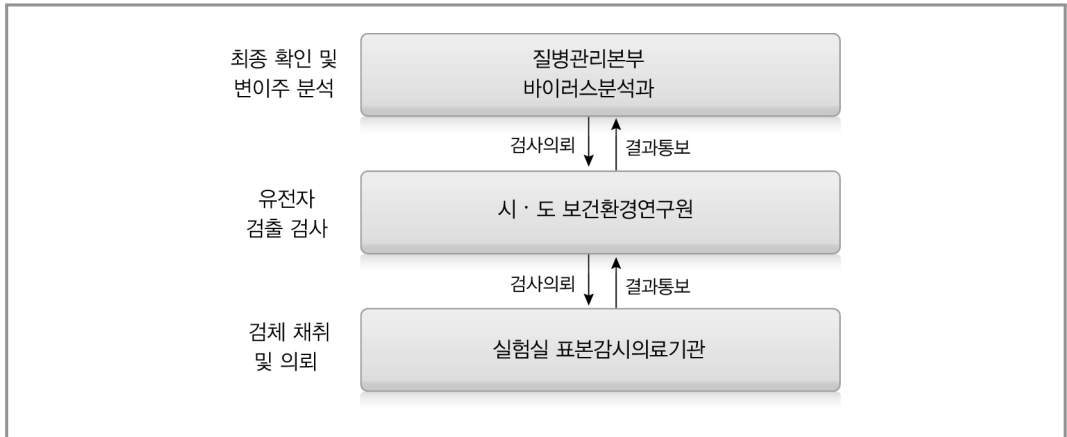 최종 확인 및
변이주 분석
질병관리본부
바이러스분석과
검사의뢰
결과통보
유전자
검출 검사
시 · 도 보건환경연구원
검사의뢰
결과통보
검체 채취
및 의뢰
실험실 표본감시의료기관